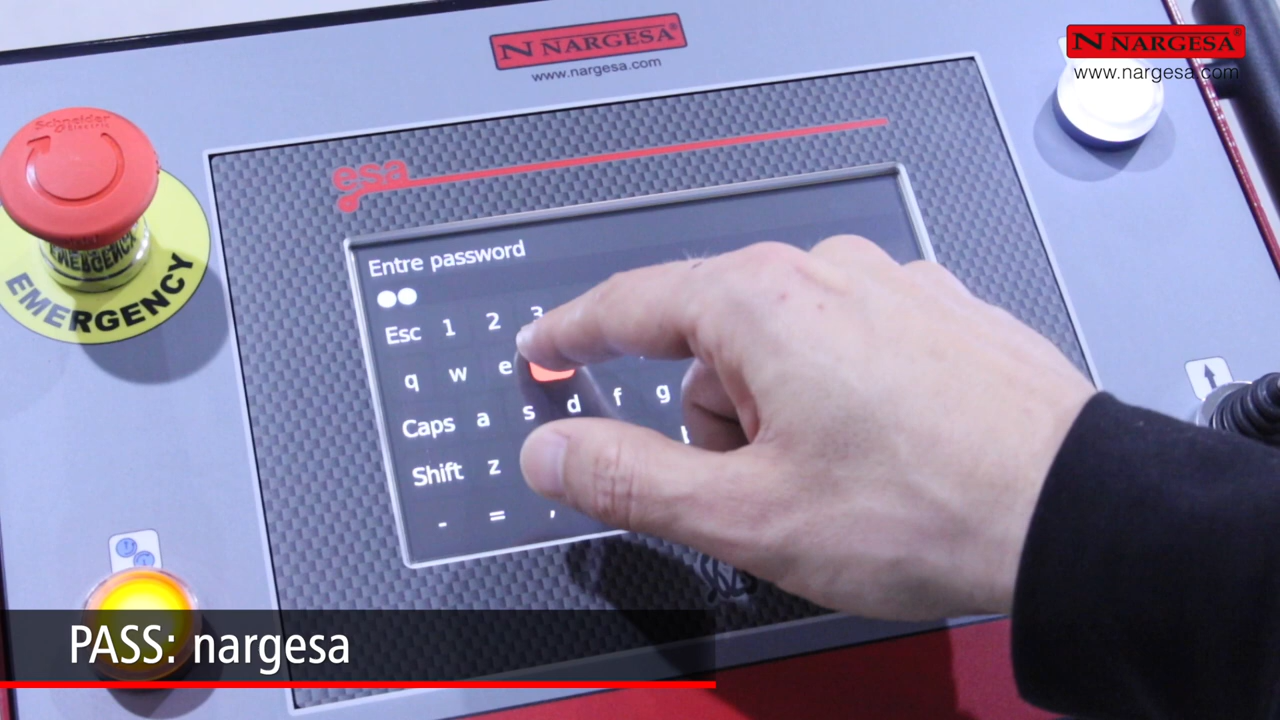 N NARGESA®
www.nargesa.com
N NARGESA®
www.nargesa.com
Schneider
Electric
EMERGENCY
EMERGENCY
esa
Entre password
Esc 1 2 3
q w e
Caps a s d f g
Shift z
- = ,
PASS: nargesa